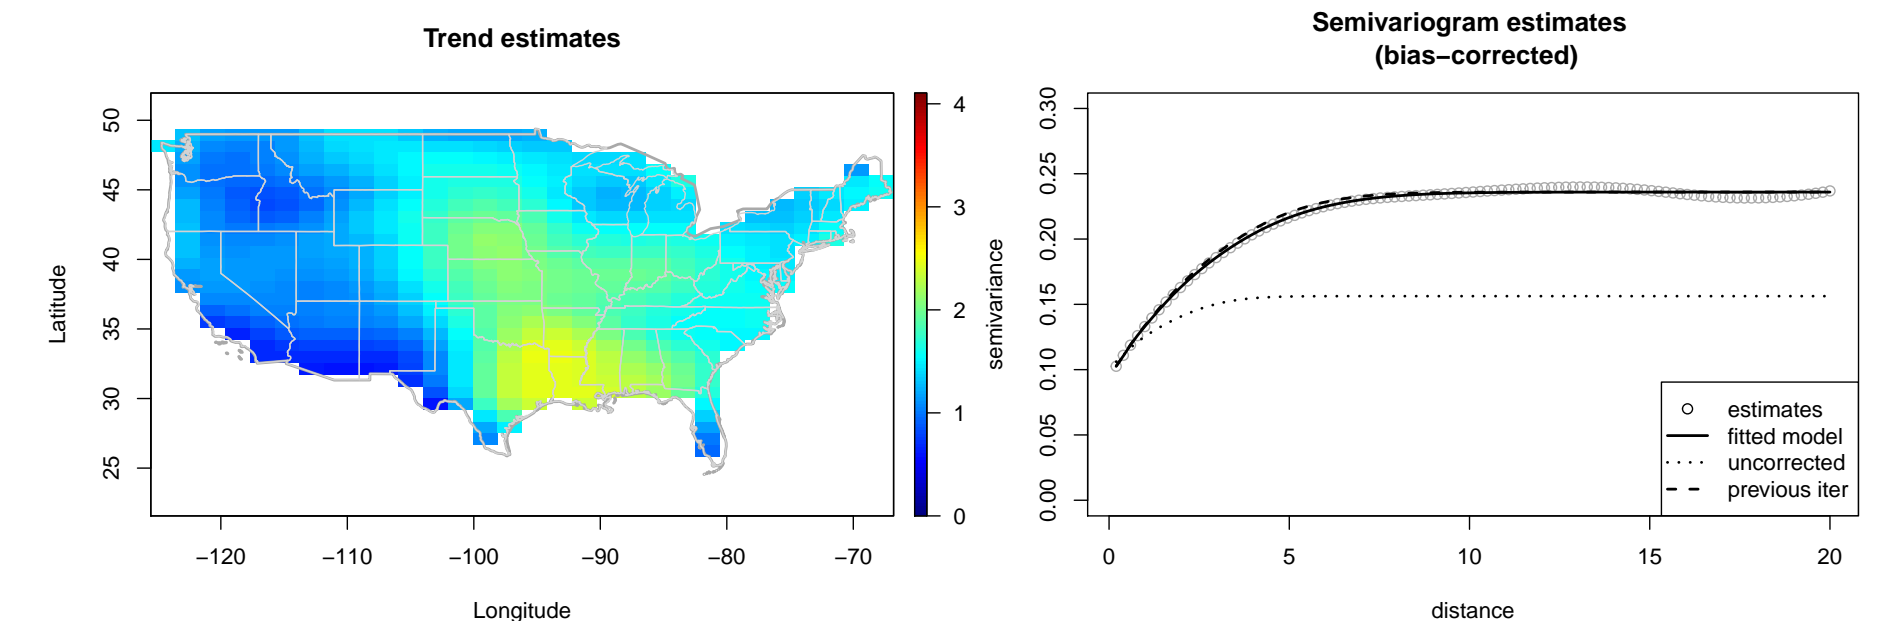 Trend estimates
50
45
40
35
30
25
Latitude
−120
−110
−100
−90
−80
−70
Longitude
4
3
2
1
0
Semivariogram estimates
(bias−corrected)
semivariance
0.30
0.25
0.20
0.15
0.10
0.05
0.00
0
5
10
15
20
distance
estimates
fitted model
uncorrected
previous iter